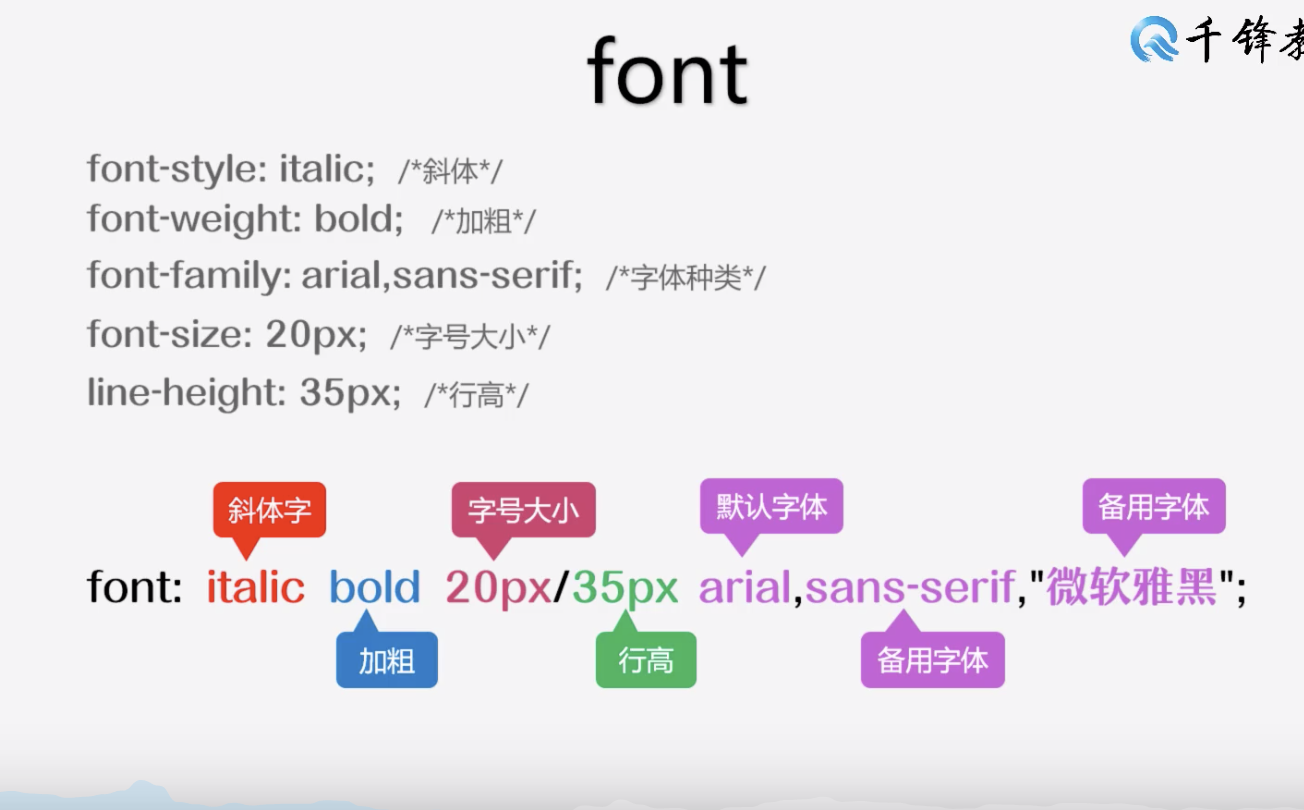 千锋教
font
font-style: italic; /*斜体*/
font-weight: bold; /*加粗*/
font-family: arial,sans-serif; /*字体种类*/
font-size: 20px; /*字号大小*/
line-height: 35px; /*行高*/
斜体字 字号大小 默认字体 备用字体
font: italic bold 20px/35px arial,sans-serif,"微软雅黑";
加粗 行高 备用字体